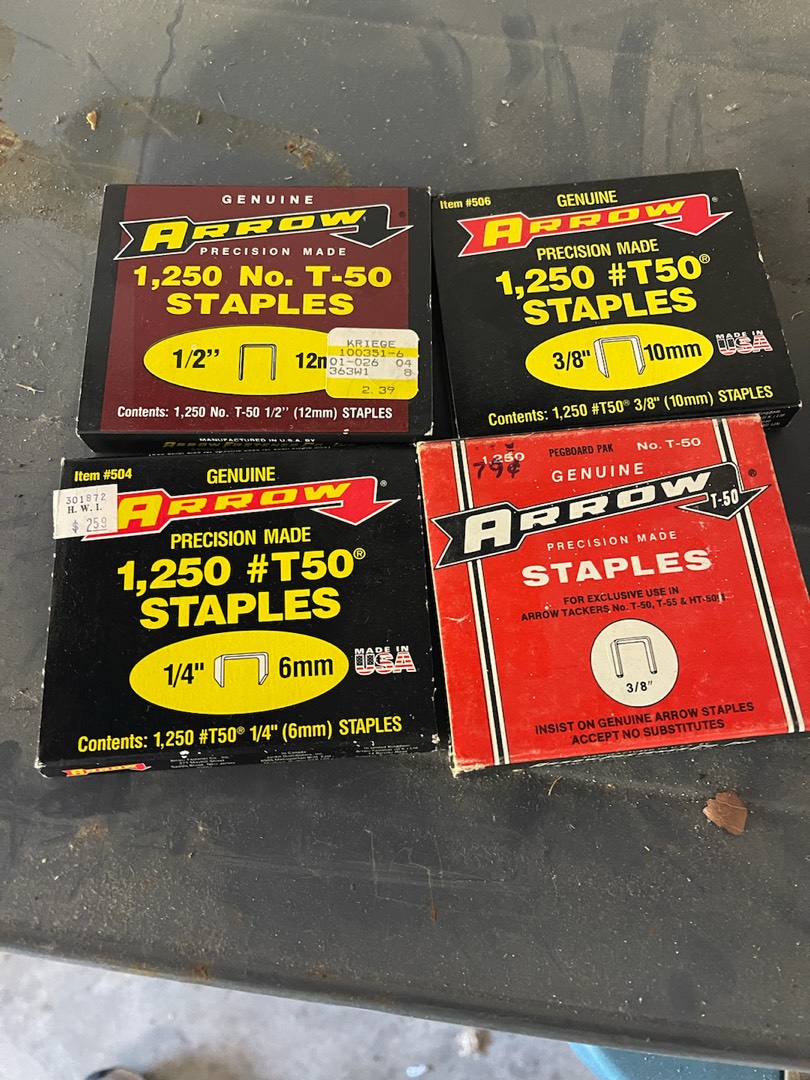 GENUINE
ARROW®
PRECISION MADE
1,250 No. T-50
STAPLES
1/2" 12m
KRIEGE
100351-6
01-026 04
363W1 8
2.39
Contents: 1,250 No. T-50 1/2" (12mm) STAPLES
MANUFACTURED IN U.S.A. BY
Item #506 GENUINE
ARROW®
PRECISION MADE
1,250 #T50®
STAPLES
3/8" 10mm
MADE IN
USA
Contents: 1,250 #T50® 3/8" (10mm) STAPLES
Item #504 GENUINE
301872
H. W. I.
$ 2.59
ARROW®
PRECISION MADE
1,250 #T50®
STAPLES
1/4" 6mm
MADE IN
USA
Contents: 1,250 #T50® 1/4" (6mm) STAPLES
ARROW
1,250 PEGBOARD PAK No. T-50
79¢
GENUINE
ARROW®
T-50
PRECISION MADE
STAPLES
FOR EXCLUSIVE USE IN
ARROW TACKERS No. T-50, T-55 & HT-50
3/8"
INSIST ON GENUINE ARROW STAPLES
ACCEPT NO SUBSTITUTES